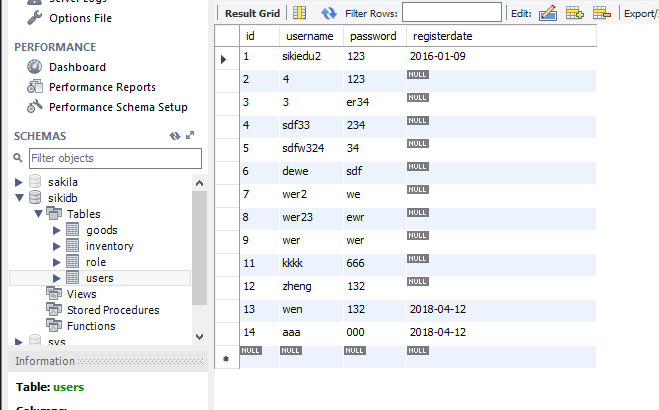 Server Logs
Options File
PERFORMANCE
Dashboard
Performance Reports
Performance Schema Setup
SCHEMAS
Filter objects
sakila
sikidb
Tables
goods
inventory
role
users
Views
Stored Procedures
Functions
sys
Information
Table: users
Columns:
Result Grid Filter Rows: Edit: Export/
id username password registerdate
1 sikiedu2 123 2016-01-09
2 4 123 NULL
3 3 er34 NULL
4 sdf33 234 NULL
5 sdfw324 34 NULL
6 dewe sdf NULL
7 wer2 we NULL
8 wer23 ewr NULL
9 wer wer NULL
11 kkkk 666 NULL
12 zheng 132 NULL
13 wen 132 2018-04-12
14 aaa 000 2018-04-12
NULL NULL NULL NULL